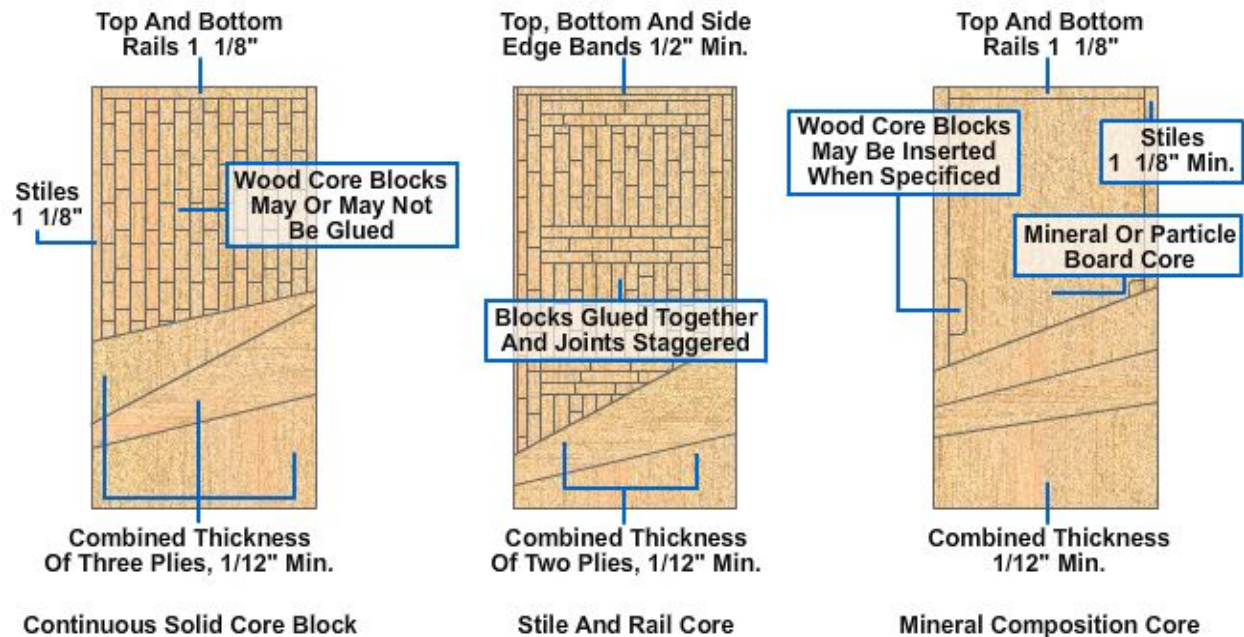 Top And Bottom
Rails 1 1/8"
Stiles
1 1/8"
Wood Core Blocks
May Or May Not
Be Glued
Combined Thickness
Of Three Plies, 1/12" Min.
Continuous Solid Core Block
Top, Bottom And Side
Edge Bands 1/2" Min.
Blocks Glued Together
And Joints Staggered
Combined Thickness
Of Two Plies, 1/12" Min.
Stile And Rail Core
Top And Bottom
Rails 1 1/8"
Wood Core Blocks
May Be Inserted
When Specificed
Stiles
1 1/8" Min.
Mineral Or Particle
Board Core
Combined Thickness
1/12" Min.
Mineral Composition Core